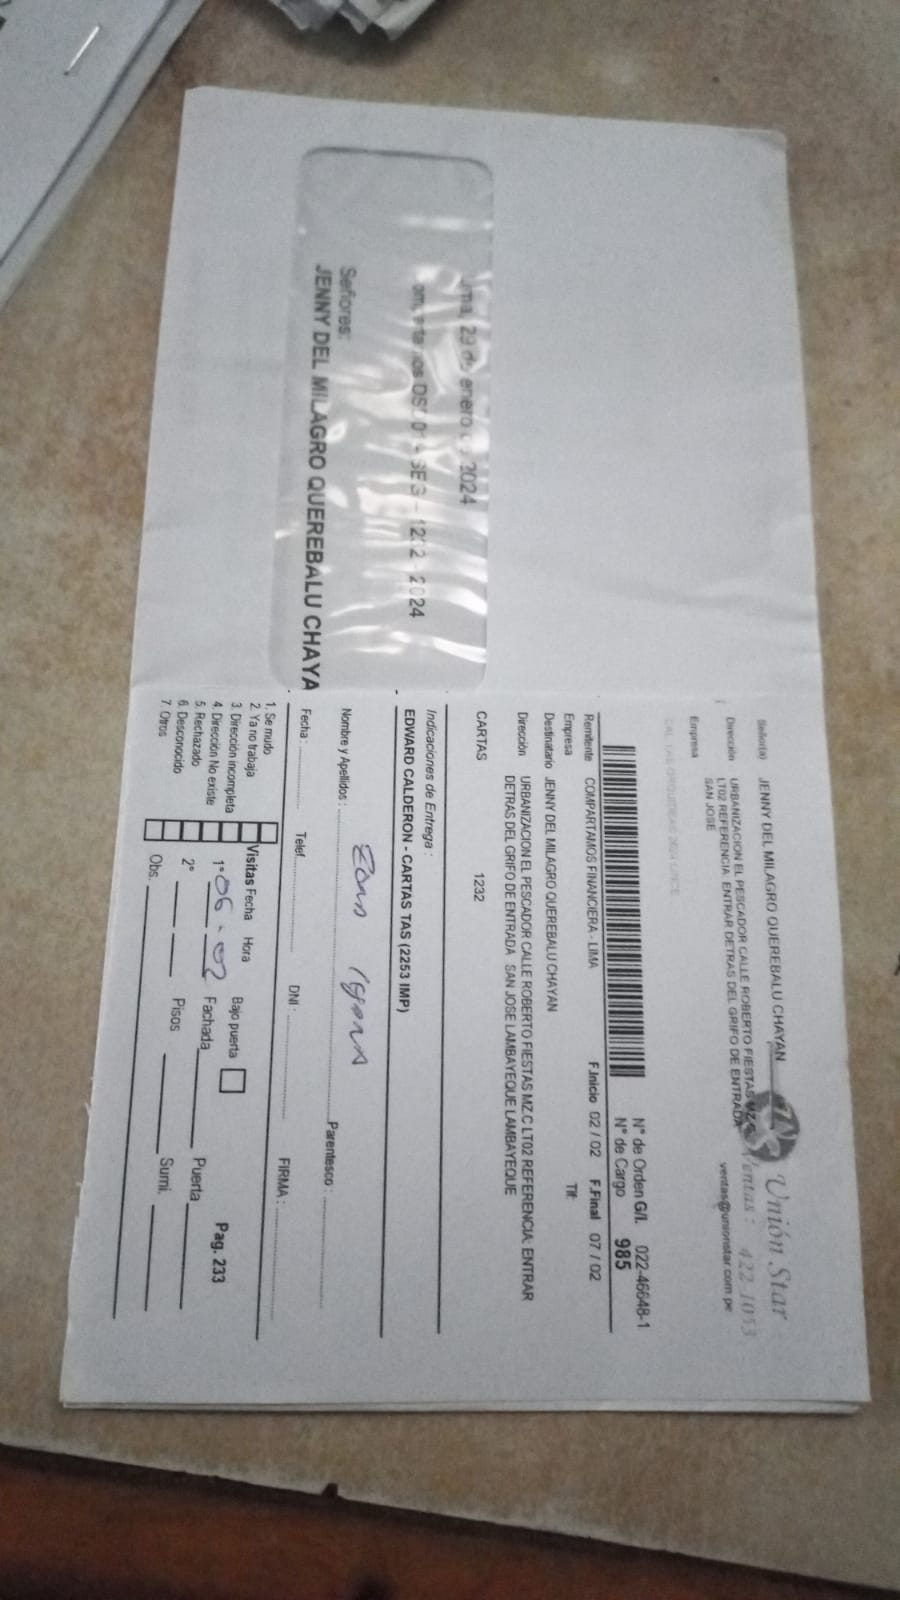 Unión Star
Ventas: 422 1053
ventas@unionstar.com.pe
Señor(a) JENNY DEL MILAGRO QUEREBALU CHAYAN
Dirección URBANIZACION EL PESCADOR CALLE ROBERTO FIESTAS MZ
LT02 REFERENCIA: ENTRAR DETRAS DEL GRIFO DE ENTRADA
SAN JOSE
Empresa
N° de Orden G/I. 022-46648-1
N° de Cargo 985
Remitente COMPARTAMOS FINANCIERA - LIMA F.Inicio 02 / 02 F.Final 07 / 02
Empresa Tlf:
Destinatario JENNY DEL MILAGRO QUEREBALU CHAYAN
Dirección URBANIZACION EL PESCADOR CALLE ROBERTO FIESTAS MZ.C LT02 REFERENCIA: ENTRAR
DETRAS DEL GRIFO DE ENTRADA SAN JOSE LAMBAYEQUE LAMBAYEQUE
CARTAS 1232
Indicaciones de Entrega :
EDWARD CALDERON - CARTAS TAS (2253 IMP)
Nombre y Apellidos : Parentesco :
Fecha : Telef. DNI : FIRMA :
1. Se mudo
2. Ya no trabaja
3. Dirección incompleta
4. Dirección No existe
5. Rechazado
6. Desconocido
7. Otros
Visitas Fecha Hora Bajo puerta
1° 06 - 02 Fachada Puerta Pag. 233
2° Pisos Sumi.
Obs.
29 de enero 2024
2024
Señores:
JENNY DEL MILAGRO QUEREBALU CHAYA